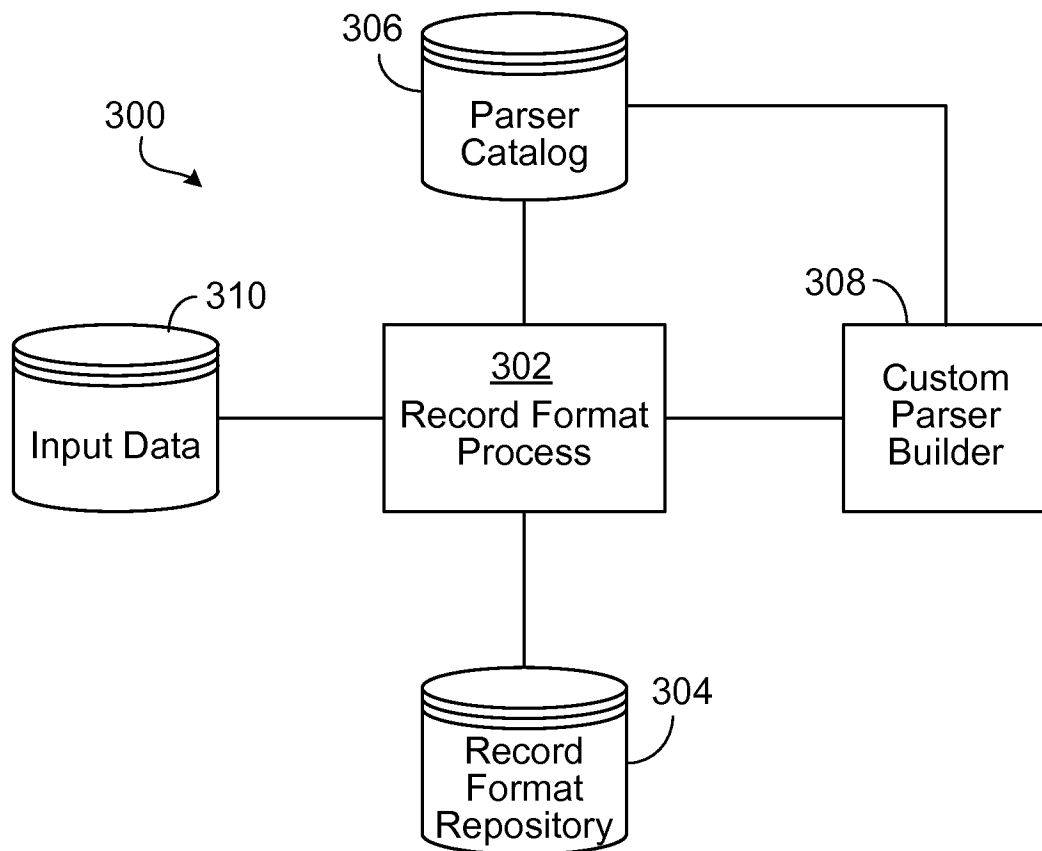 306
Parser
Catalog
300
310
308
Input Data
302
Record Format
Process
Custom
Parser
Builder
304
Record
Format
Repository